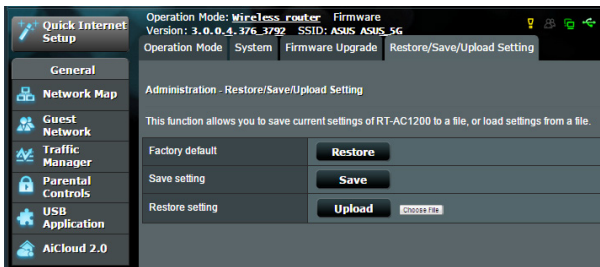 Quick Internet
Setup
Operation Mode: Wireless router Firmware
Version: 3.0.0.4.376_3792 SSID: ASUS ASUS_5G
Operation Mode System Firmware Upgrade Restore/Save/Upload Setting
General
Network Map
Guest
Network
Traffic
Manager
Parental
Controls
USB
Application
AiCloud 2.0
Administration - Restore/Save/Upload Setting
This function allows you to save current settings of RT-AC1200 to a file, or load settings from a file.
Factory default Restore
Save setting Save
Restore setting Upload Choose File